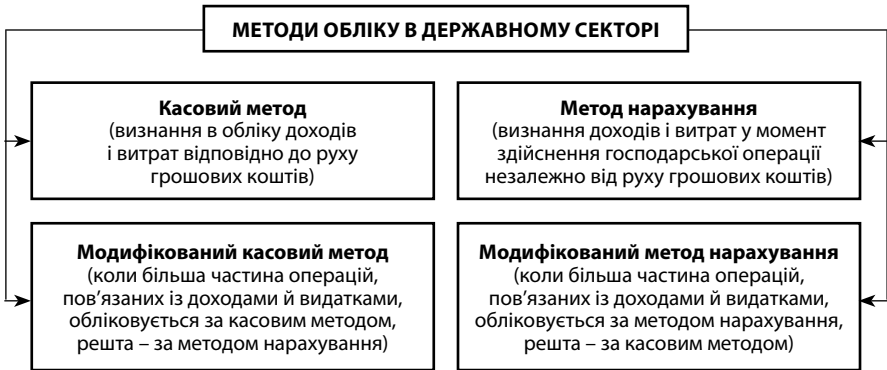 МЕТОДИ ОБЛІКУ В ДЕРЖАВНОМУ СЕКТОРІ
Касовий метод
(визнання в обліку доходів
і витрат відповідно до руху
грошових коштів)
Метод нарахування
(визнання доходів і витрат у момент
здійснення господарської операції
незалежно від руху грошових коштів)
Модифікований касовий метод
(коли більша частина операцій,
пов’язаних із доходами й видатками,
обліковується за касовим методом,
решта – за методом нарахування)
Модифікований метод нарахування
(коли більша частина операцій,
пов’язаних із доходами й видатками,
обліковується за методом нарахування,
решта – за касовим методом)